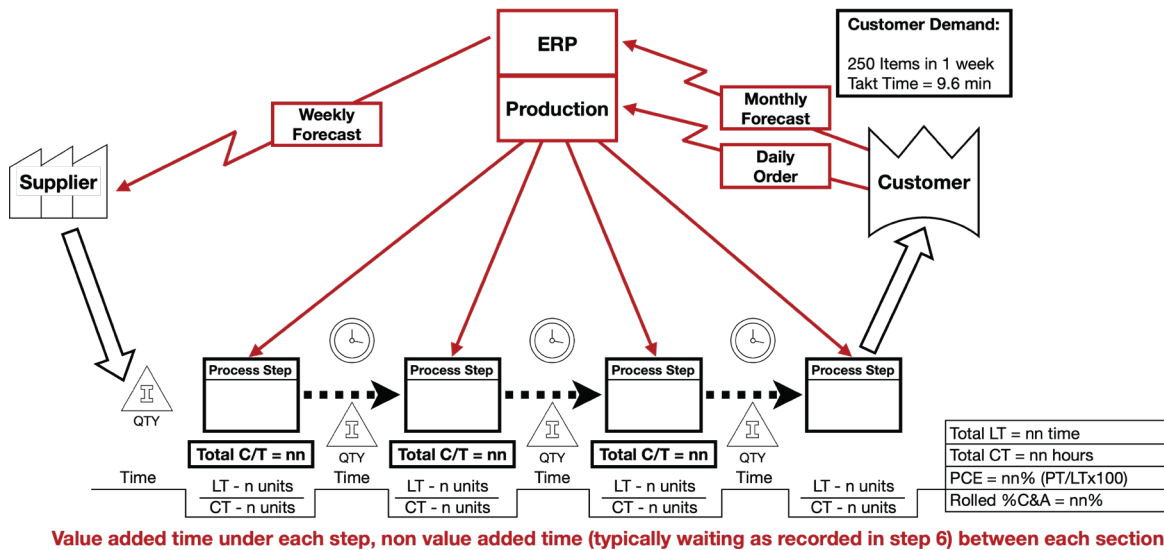 ERP
Production
Customer Demand:
250 Items in 1 week
Takt Time = 9.6 min
Weekly
Forecast
Monthly
Forecast
Daily
Order
Supplier
Customer
Process Step
Process Step
Process Step
Process Step
I
QTY
I
QTY
I
QTY
I
QTY
Total C/T = nn
Total C/T = nn
Total C/T = nn
Time
Time
Time
Time
LT - n units
CT - n units
LT - n units
CT - n units
LT - n units
CT - n units
LT - n units
CT - n units
Total LT = nn time
Total CT = nn hours
PCE = nn% (PT/LTx100)
Rolled %C&A = nn%
Value added time under each step, non value added time (typically waiting as recorded in step 6) between each section